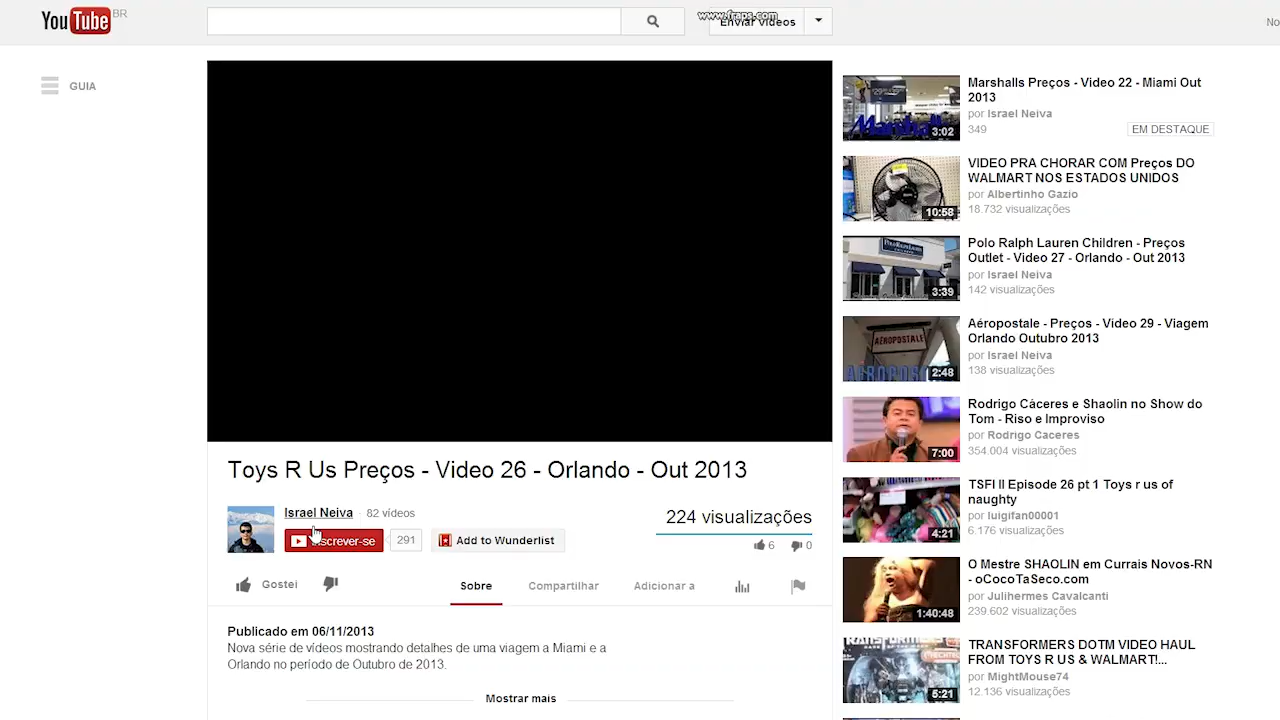 YouTube BR
www.fraps.com
Enviar vídeos
No
GUIA
Toys R Us Preços - Video 26 - Orlando - Out 2013
Israel Neiva · 82 vídeos
Inscrever-se
291
Add to Wunderlist
224 visualizações
6
0
Gostei
Sobre
Compartilhar
Adicionar a
Publicado em 06/11/2013
Nova série de vídeos mostrando detalhes de uma viagem a Miami e a
Orlando no período de Outubro de 2013.
Mostrar mais
3:02
Marshalls Preços - Video 22 - Miami Out
2013
por Israel Neiva
349
EM DESTAQUE
10:58
VIDEO PRA CHORAR COM Preços DO
WALMART NOS ESTADOS UNIDOS
por Albertinho Gazio
18.732 visualizações
3:39
Polo Ralph Lauren Children - Preços
Outlet - Video 27 - Orlando - Out 2013
por Israel Neiva
142 visualizações
AÉROPOSTALE
2:48
Aéropostale - Preços - Video 29 - Viagem
Orlando Outubro 2013
por Israel Neiva
138 visualizações
7:00
Rodrigo Cáceres e Shaolin no Show do
Tom - Riso e Improviso
por Rodrigo Caceres
354.004 visualizações
4:21
TSFI II Episode 26 pt 1 Toys r us of
naughty
por luigifan00001
6.176 visualizações
1:40:48
O Mestre SHAOLIN em Currais Novos-RN
- oCocoTaSeco.com
por Julihermes Cavalcanti
239.602 visualizações
5:21
TRANSFORMERS DOTM VIDEO HAUL
FROM TOYS R US & WALMART!...
por MightMouse74
12.136 visualizações